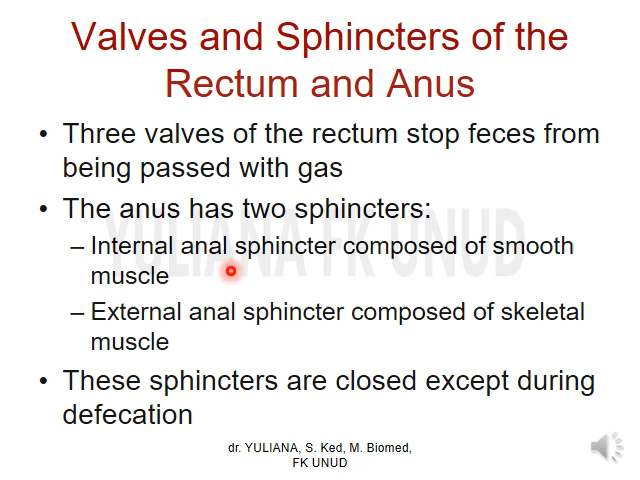 Valves and Sphincters of the
Rectum and Anus
• Three valves of the rectum stop feces from
being passed with gas
• The anus has two sphincters:
– Internal anal sphincter composed of smooth
muscle
– External anal sphincter composed of skeletal
muscle
• These sphincters are closed except during
defecation
YULIANA FK UNUD
dr. YULIANA, S. Ked, M. Biomed,
FK UNUD